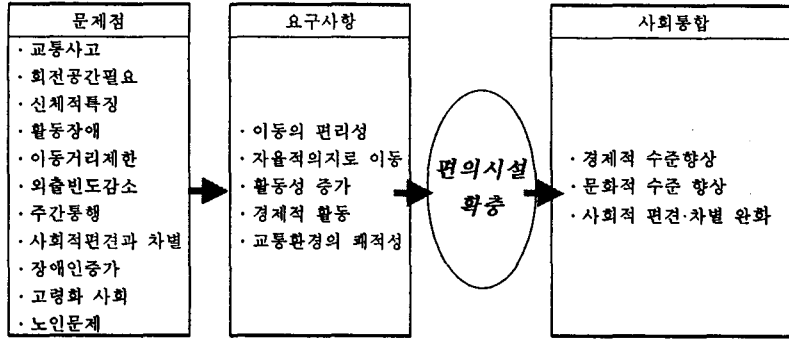 문제점
· 교통사고
· 회전공간필요
· 신체적특징
· 활동장애
· 이동거리제한
· 외출빈도감소
· 주간통행
· 사회적편견과 차별
· 장애인증가
· 고령화 사회
· 노인문제
요구사항
· 이동의 편리성
· 자율적의지로 이동
· 활동성 증가
· 경제적 활동
· 교통환경의 쾌적성
편의시설
확충
사회통합
· 경제적 수준향상
· 문화적 수준 향상
· 사회적 편견·차별 완화